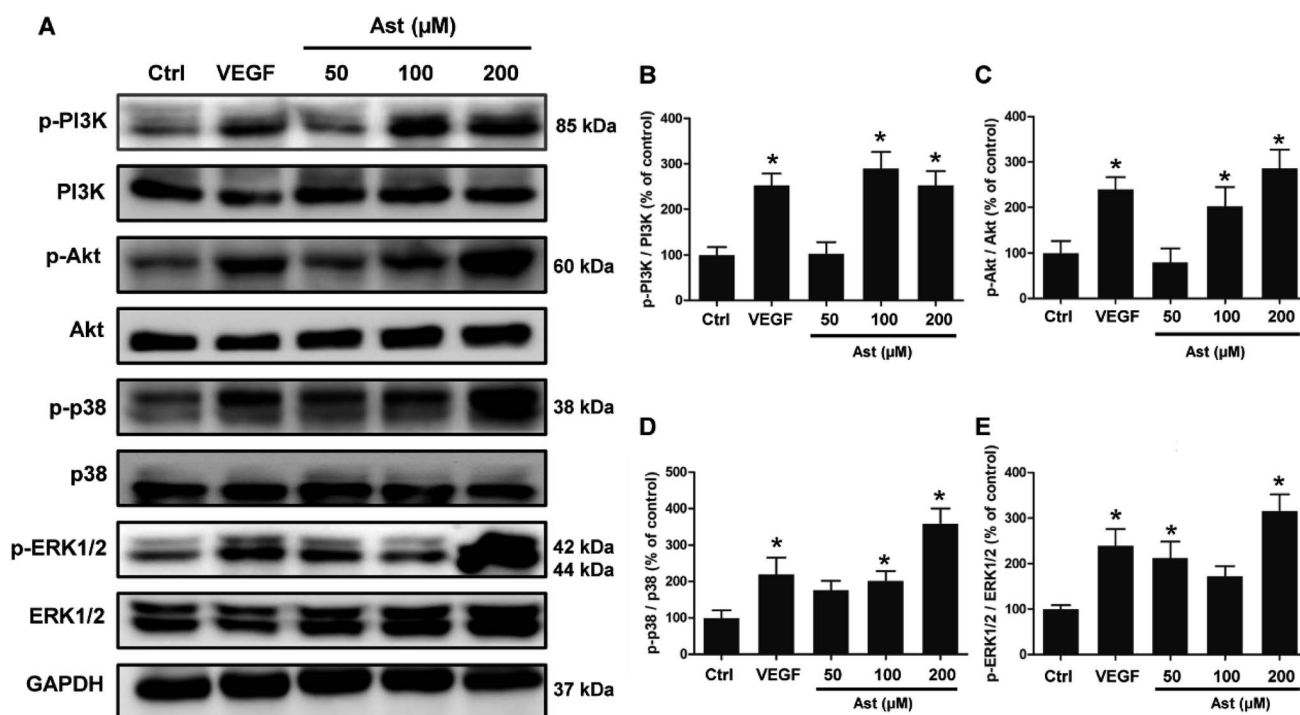 A
Ast (µM)
Ctrl VEGF 50 100 200
p-PI3K 85 kDa
PI3K
p-Akt 60 kDa
Akt
p-p38 38 kDa
p38
p-ERK1/2 42 kDa
44 kDa
ERK1/2
GAPDH 37 kDa
B
p-PI3K / PI3K (% of control)
400
300
200
100
0
* * *
Ctrl VEGF 50 100 200
Ast (µM)
C
p-Akt / Akt (% of control)
400
300
200
100
0
* * *
Ctrl VEGF 50 100 200
Ast (µM)
D
p-p38 / p38 (% of control)
500
400
300
200
100
0
* * *
Ctrl VEGF 50 100 200
Ast (µM)
E
p-ERK1/2 / ERK1/2 (% of control)
400
300
200
100
0
* * *
Ctrl VEGF 50 100 200
Ast (µM)